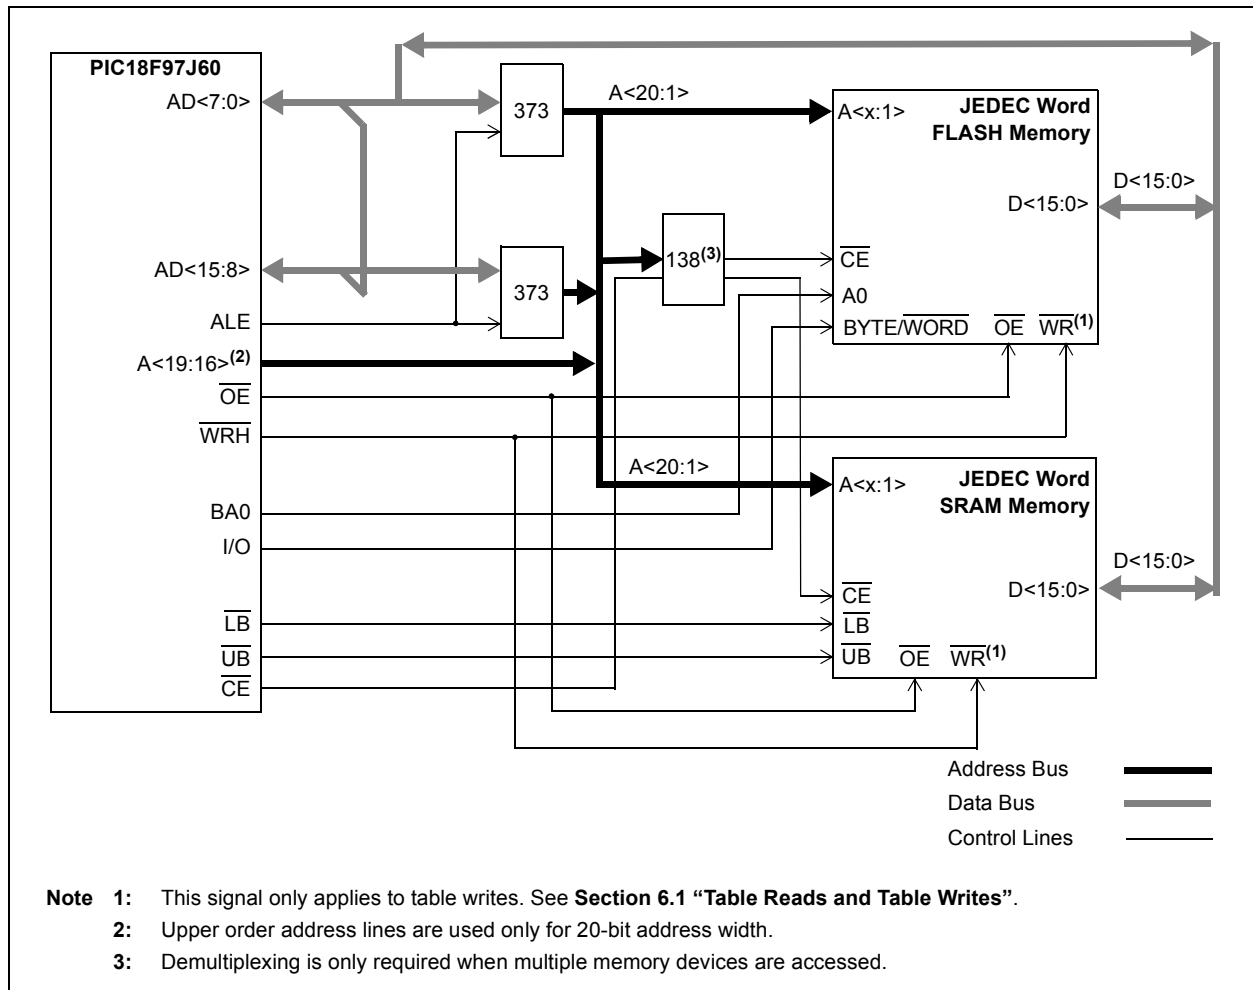 PIC18F97J60
AD<7:0>
AD<15:8>
ALE
A<19:16>(2)
OE
WRH
BA0
I/O
LB
UB
CE
373
373
A<20:1>
138(3)
A<20:1>
A<x:1>
JEDEC Word
FLASH Memory
D<15:0>
D<15:0>
CE
A0
BYTE/WORD OE WR(1)
A<x:1>
JEDEC Word
SRAM Memory
D<15:0>
D<15:0>
CE
LB
UB OE WR(1)
Address Bus
Data Bus
Control Lines
Note 1: This signal only applies to table writes. See Section 6.1 “Table Reads and Table Writes”.
2: Upper order address lines are used only for 20-bit address width.
3: Demultiplexing is only required when multiple memory devices are accessed.